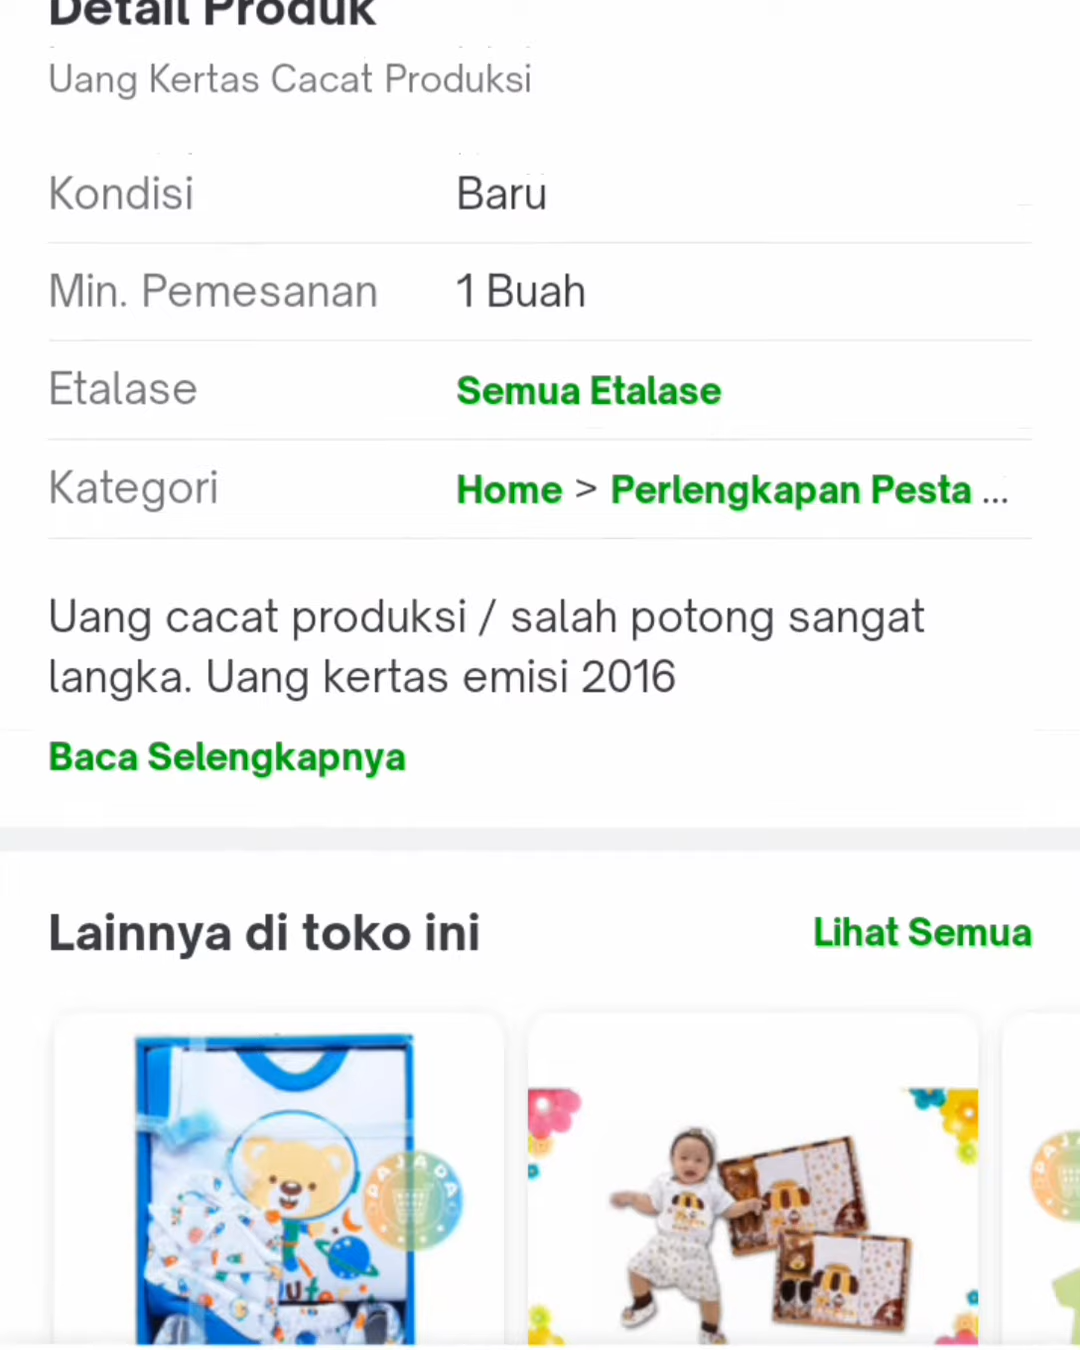 Detail Produk
Uang Kertas Cacat Produksi
Kondisi Baru
Min. Pemesanan 1 Buah
Etalase Semua Etalase
Kategori Home > Perlengkapan Pesta ...
Uang cacat produksi / salah potong sangat
langka. Uang kertas emisi 2016
Baca Selengkapnya
Lainnya di toko ini Lihat Semua